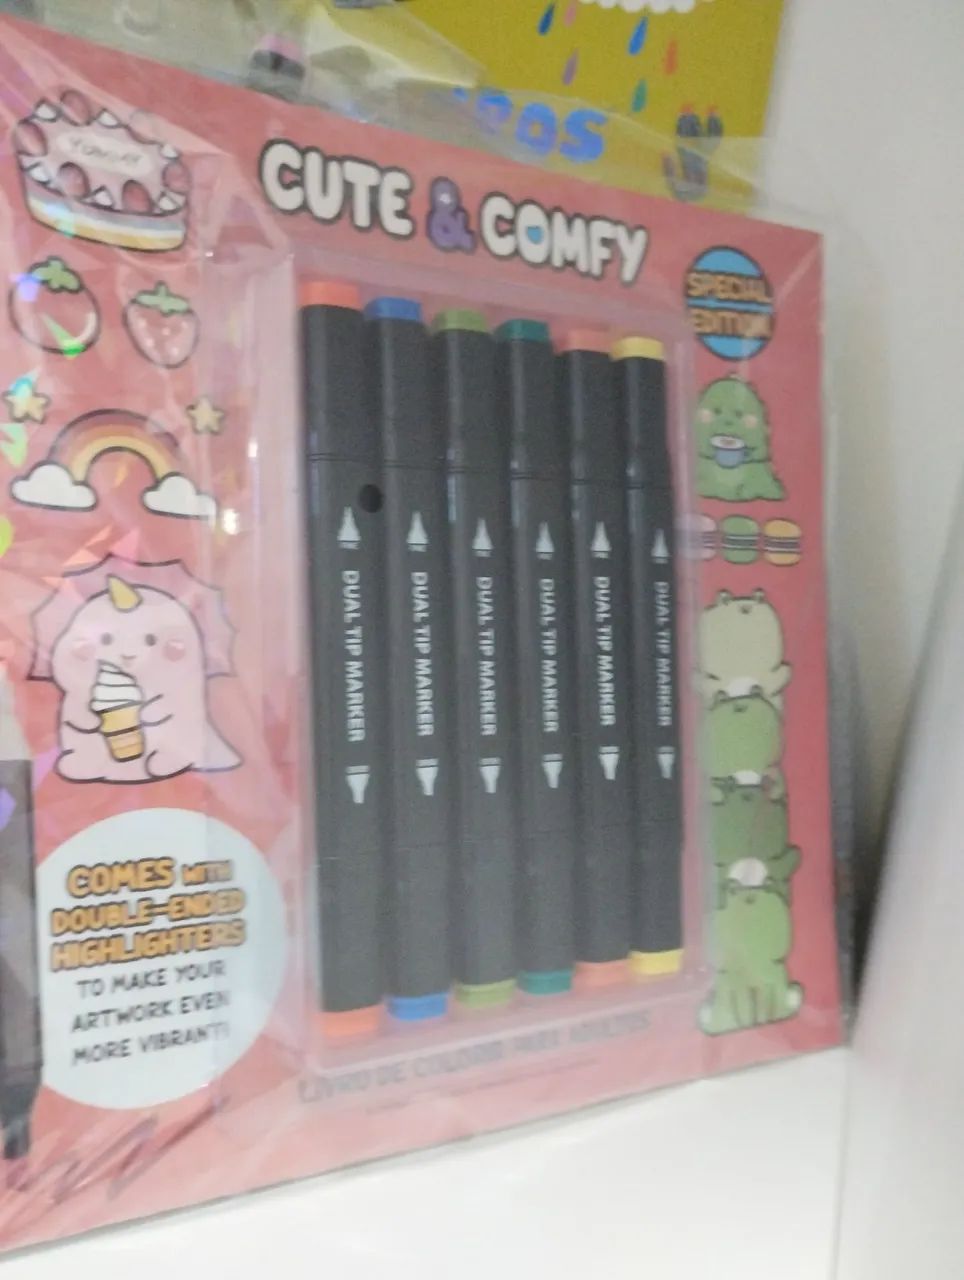 YUMMY
CUTE & COMFY
SPECIAL
EDITION
DUAL TIP MARKER
DUAL TIP MARKER
DUAL TIP MARKER
DUAL TIP MARKER
DUAL TIP MARKER
DUAL TIP MARKER
COMES WITH
DOUBLE-ENDED
HIGHLIGHTERS
TO MAKE YOUR
ARTWORK EVEN
MORE VIBRANT!
LIVRO DE COLORIR PARA ADULTOS